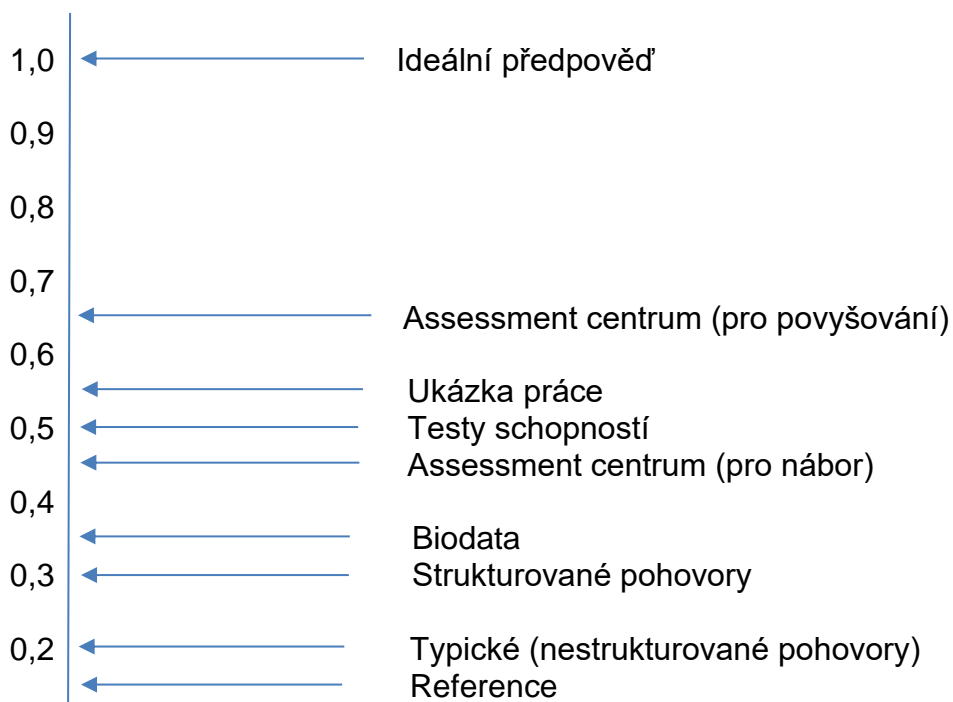 1,0 Ideální předpověď
0,9
0,8
0,7
Assessment centrum (pro povyšování)
0,6
Ukázka práce
0,5 Testy schopností
Assessment centrum (pro nábor)
0,4
Biodata
0,3 Strukturované pohovory
0,2 Typické (nestrukturované pohovory)
Reference